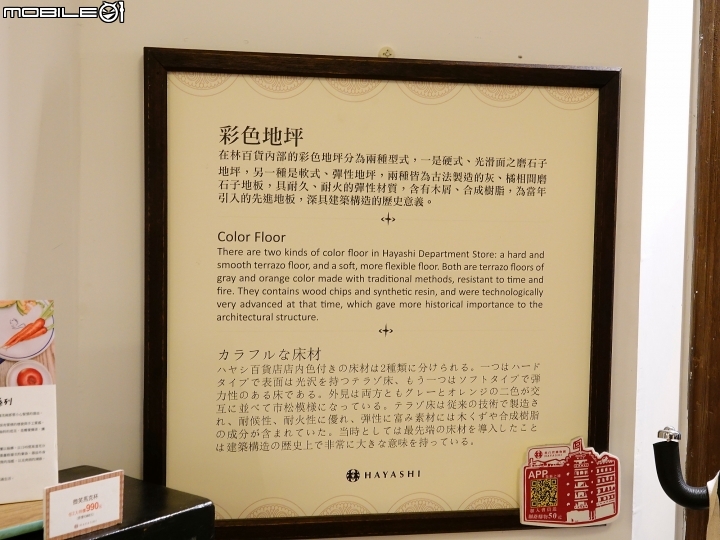 MOBILE01
彩色地坪
在林百貨內部的彩色地坪分為兩種型式，一是硬式、光滑面之磨石子
地坪，另一種是軟式、彈性地坪，兩種皆為古法製造的灰、橘相間磨
石子地板，具耐久、耐火的彈性材質，含有木屑、合成樹脂，為當年
引入的先進地板，深具建築構造的歷史意義。
Color Floor
There are two kinds of color floor in Hayashi Department Store: a hard and
smooth terrazo floor, and a soft, more flexible floor. Both are terrazo floors of
gray and orange color made with traditional methods, resistant to time and
fire. They contains wood chips and synthetic resin, and were technologically
very advanced at that time, which gave more historical importance to the
architectural structure.
カラフルな床材
ハヤシ百貨店店内色付きの床材は2種類に分けられる。一つはハード
タイプで表面は光沢を持つテラゾ床、もう一つはソフトタイプで弾
力性のある床である。外見は両方ともグレーとオレンジの二色が交
互に並べて市松模様になっている。テラゾ床は従来の技術で製造さ
れ、耐候性、耐火性に優れ、弾性に富み素材には木くずや合成樹脂
の成分が含まれていた。当時としては最先端の床材を導入したこと
は建築構造の歴史上で非常に大きな意味を持っている。
HAYASHI
APP
50元
系列
990元